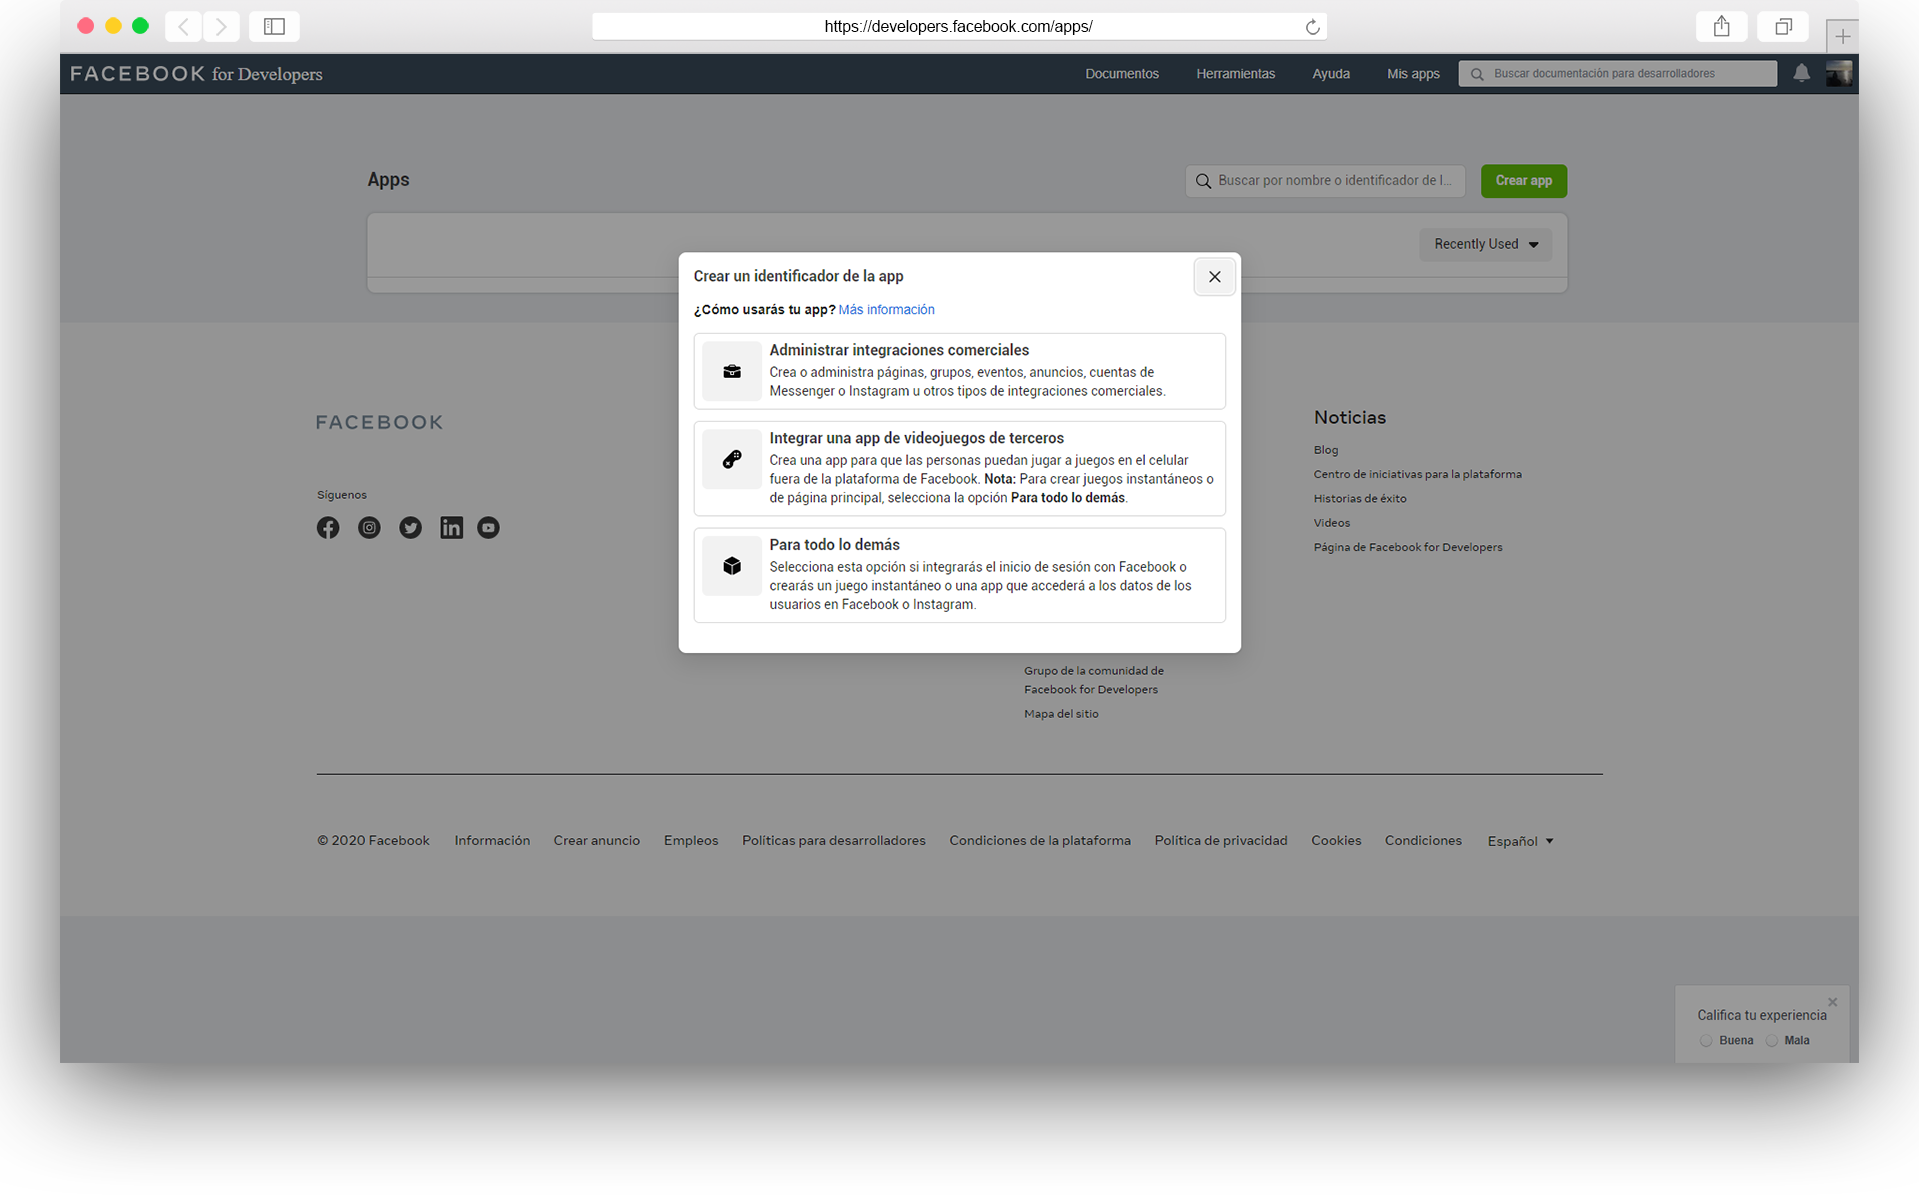 https://developers.facebook.com/apps/
FACEBOOK for Developers
Documentos
Herramientas
Ayuda
Mis apps
Buscar documentación para desarrolladores
Apps
Buscar por nombre o identificador de l...
Crear app
Recently Used
Crear un identificador de la app
¿Cómo usarás tu app? Más información
Administrar integraciones comerciales
Crea o administra páginas, grupos, eventos, anuncios, cuentas de
Messenger o Instagram u otros tipos de integraciones comerciales.
Integrar una app de videojuegos de terceros
Crea una app para que las personas puedan jugar a juegos en el celular
fuera de la plataforma de Facebook. Nota: Para crear juegos instantáneos o
de página principal, selecciona la opción Para todo lo demás.
Para todo lo demás
Selecciona esta opción si integrarás el inicio de sesión con Facebook o
crearás un juego instantáneo o una app que accederá a los datos de los
usuarios en Facebook o Instagram.
FACEBOOK
Síguenos
Grupo de la comunidad de
Facebook for Developers
Mapa del sitio
Noticias
Blog
Centro de iniciativas para la plataforma
Historias de éxito
Videos
Página de Facebook for Developers
© 2020 Facebook
Información
Crear anuncio
Empleos
Políticas para desarrolladores
Condiciones de la plataforma
Política de privacidad
Cookies
Condiciones
Español
Califica tu experiencia
Buena
Mala